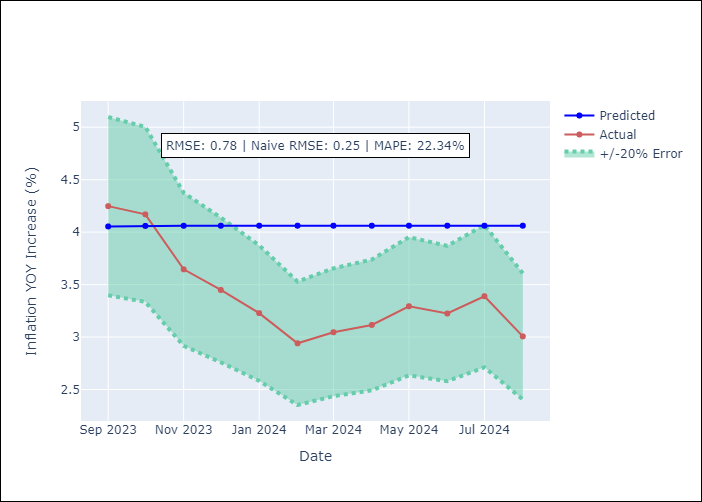 RMSE: 0.78 | Naive RMSE: 0.25 | MAPE: 22.34%
Predicted
Actual
+/-20% Error
Inflation YOY Increase (%)
5
4.5
4
3.5
3
2.5
Sep 2023
Nov 2023
Jan 2024
Mar 2024
May 2024
Jul 2024
Date